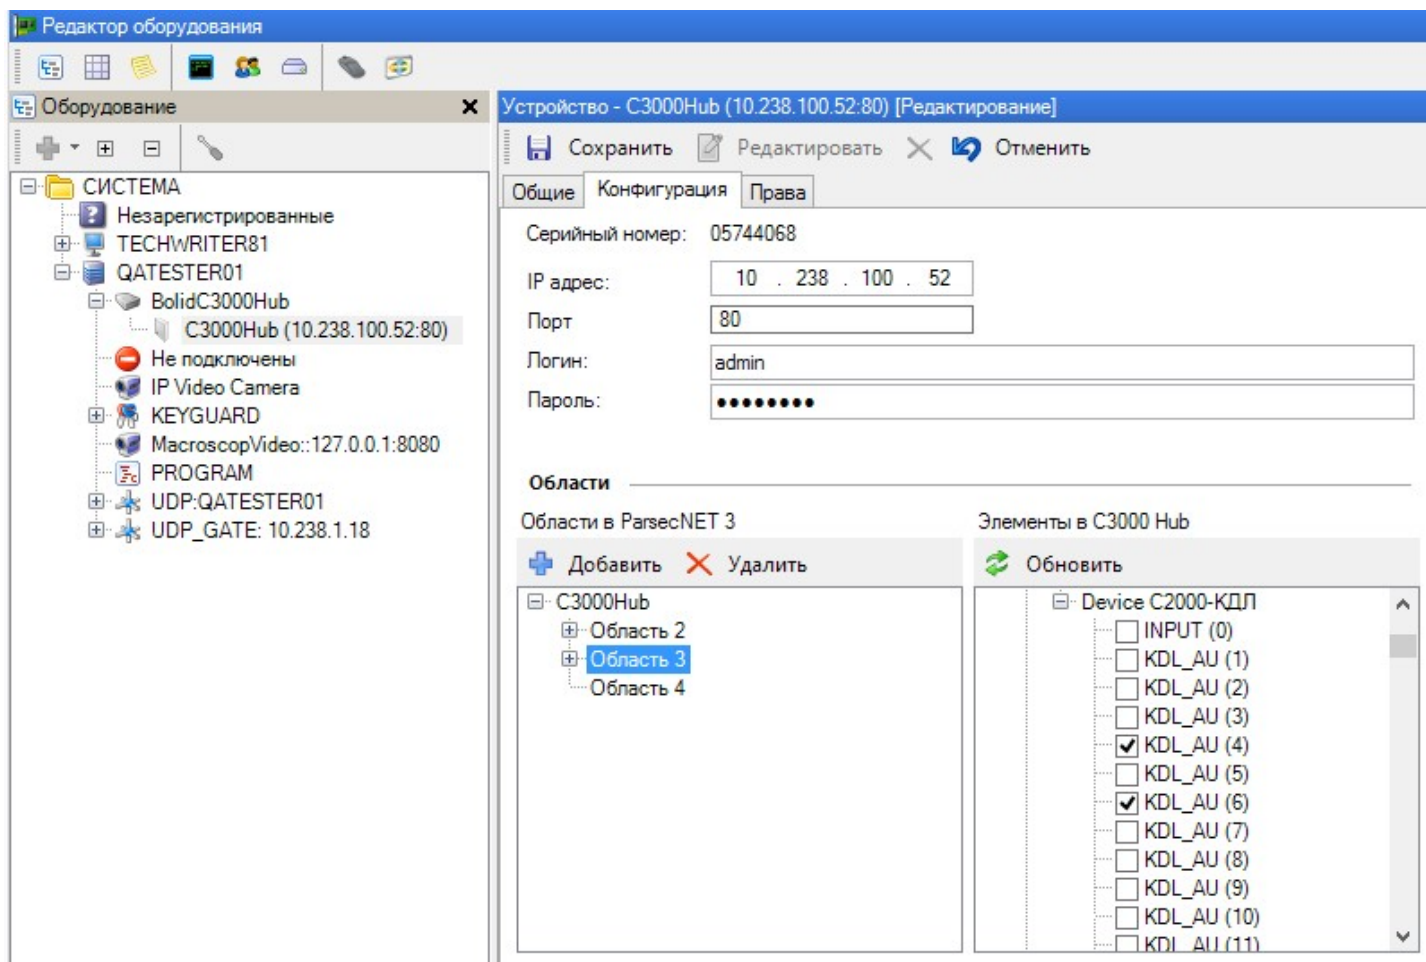 Редактор оборудования
Оборудование
СИСТЕМА
Незарегистрированные
TECHWRITER81
QATESTER01
BolidC3000Hub
C3000Hub (10.238.100.52:80)
Не подключены
IP Video Camera
KEYGUARD
MacroscopVideo::127.0.0.1:8080
PROGRAM
UDP:QATESTER01
UDP_GATE: 10.238.1.18
Устройство - C3000Hub (10.238.100.52:80) [Редактирование]
Сохранить Редактировать Отменить
Общие Конфигурация Права
Серийный номер: 05744068
IP адрес: 10 . 238 . 100 . 52
Порт 80
Логин: admin
Пароль: ●●●●●●●●
Области
Области в ParsecNET 3
Добавить Удалить
C3000Hub
Область 2
Область 3
Область 4
Элементы в C3000 Hub
Обновить
Device С2000-КДЛ
INPUT (0)
KDL_AU (1)
KDL_AU (2)
KDL_AU (3)
KDL_AU (4)
KDL_AU (5)
KDL_AU (6)
KDL_AU (7)
KDL_AU (8)
KDL_AU (9)
KDL_AU (10)
KDL_AU (11)